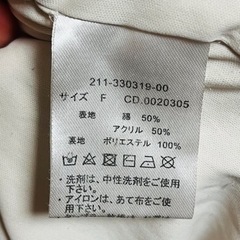 211-330319-00
サイズ F CD.0020305
表地 綿 50%
アクリル 50%
裏地 ポリエステル 100%
・洗剤は、中性洗剤をご使用
下さい。
・アイロンは、あて布をご使
用下さい。